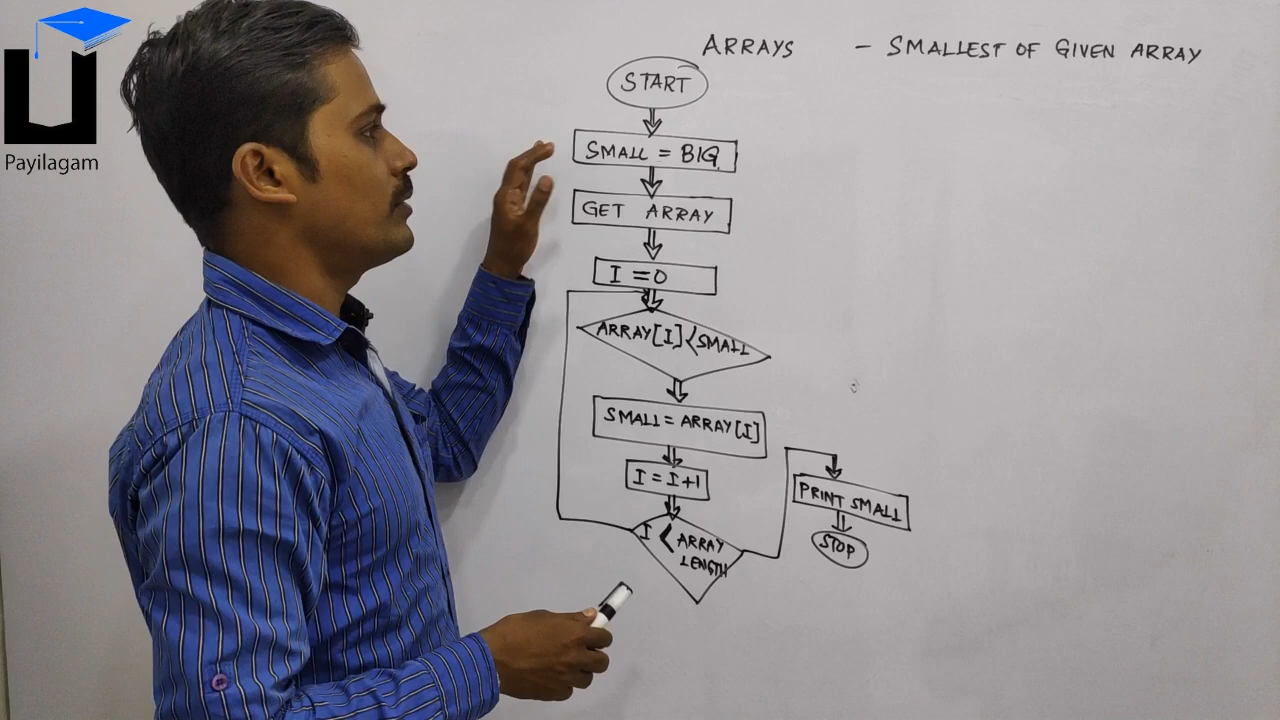 Payilagam
ARRAYS - SMALLEST OF GIVEN ARRAY
START
SMALL = BIG
GET ARRAY
I = 0
ARRAY[I] < SMALL
SMALL = ARRAY[I]
I = I+1
I < ARRAY
LENGTH
PRINT SMALL
STOP